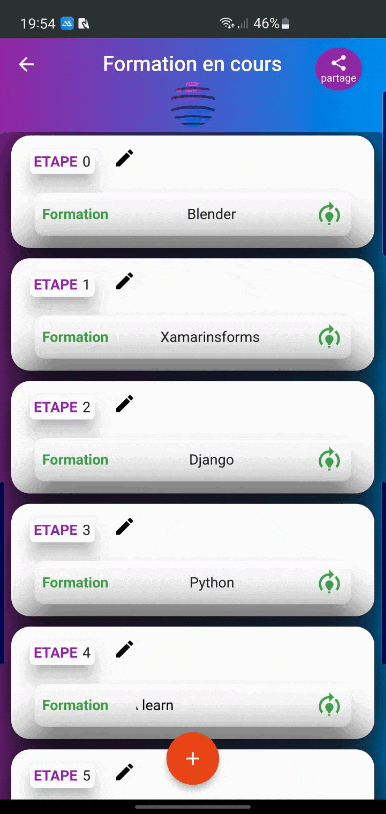 19:54 46%
Formation en cours
partage
ETAPE 0
Formation Blender
ETAPE 1
Formation Xamarinsforms
ETAPE 2
Formation Django
ETAPE 3
Formation Python
ETAPE 4
Formation learn
+
ETAPE 5